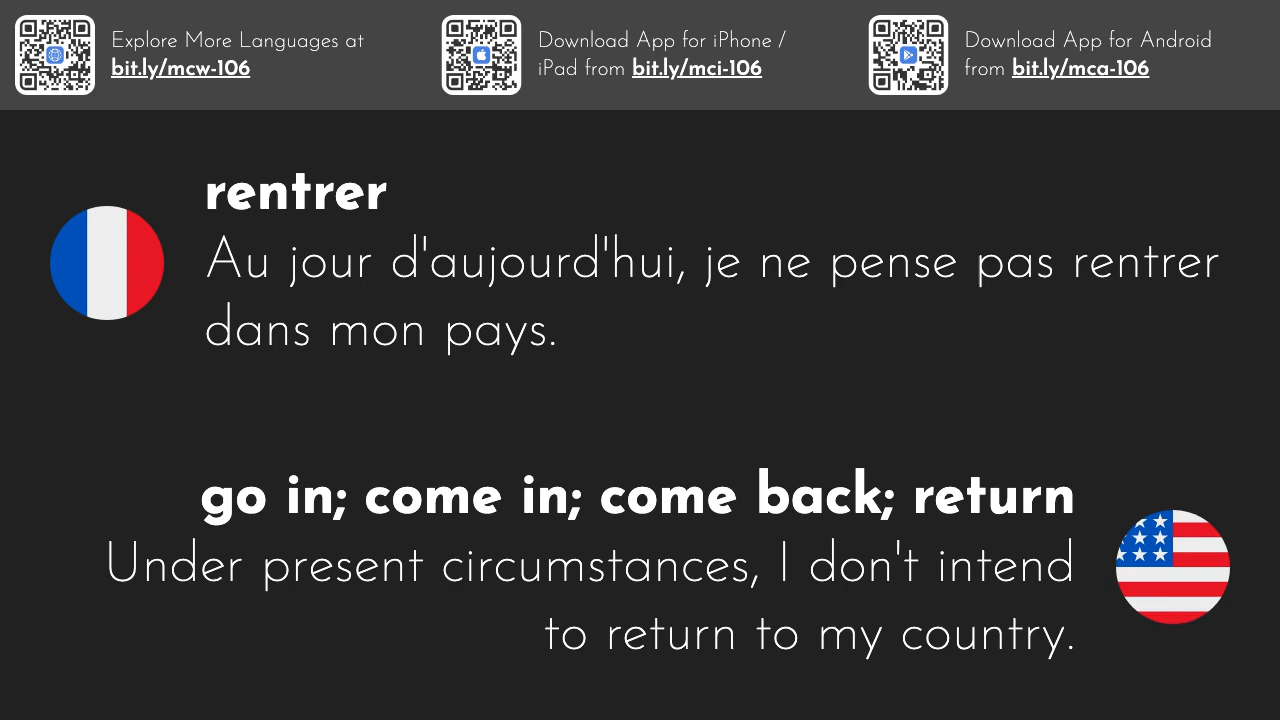 Explore More Languages at
bit.ly/mcw-106
Download App for iPhone /
iPad from bit.ly/mci-106
Download App for Android
from bit.ly/mca-106
rentrer
Au jour d'aujourd'hui, je ne pense pas rentrer
dans mon pays.
go in; come in; come back; return
Under present circumstances, I don't intend
to return to my country.